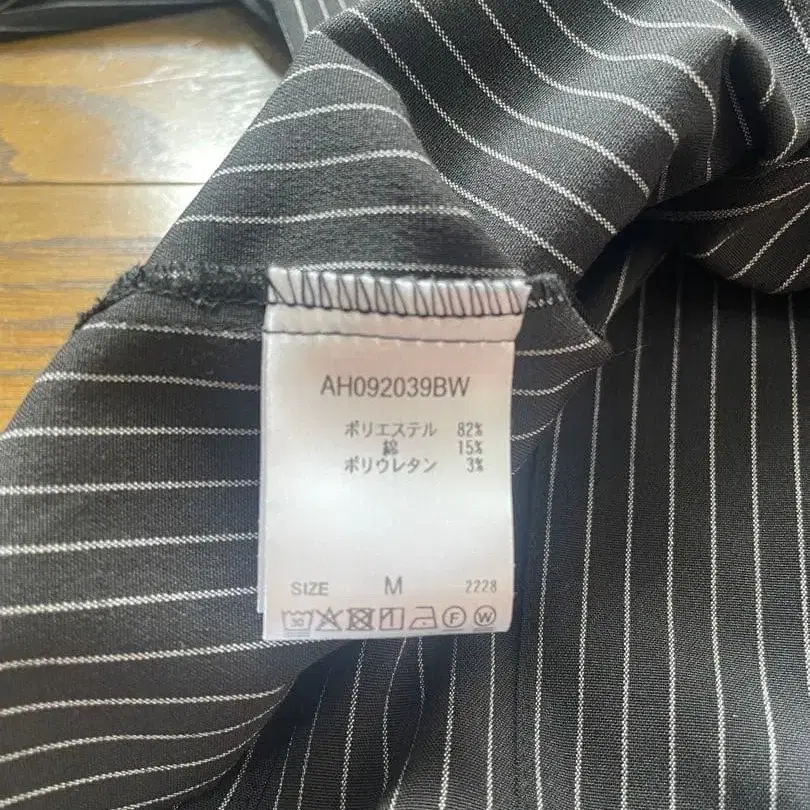 AH092039BW
ポリエステル 82%
綿 15%
ポリウレタン 3%
SIZE M 2228
30 F W